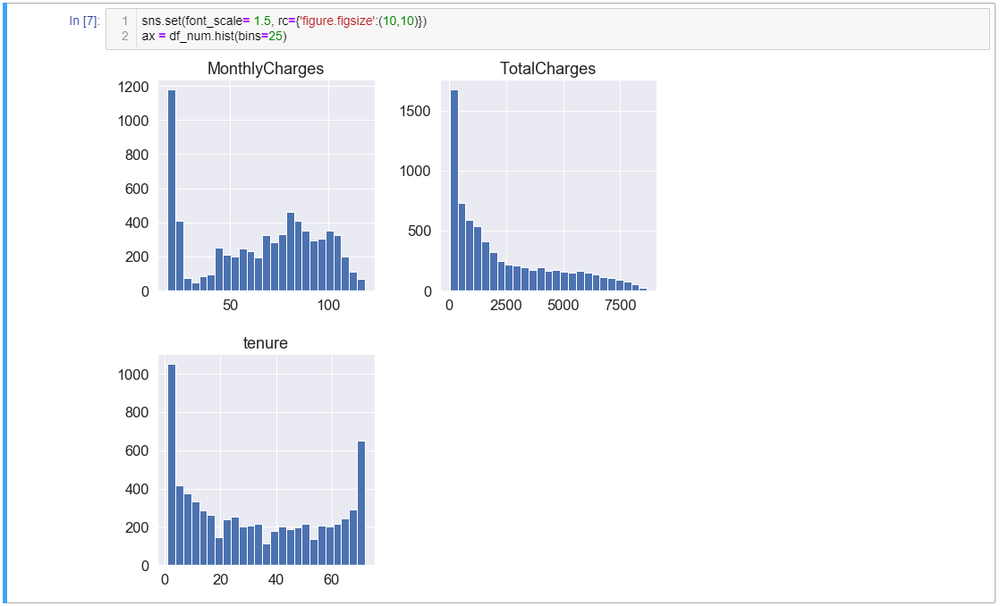 In [7]:
1 sns.set(font_scale= 1.5, rc={'figure.figsize':(10,10)})
2 ax = df_num.hist(bins=25)
MonthlyCharges
1200
1000
800
600
400
200
0
50 100
TotalCharges
1500
1000
500
0
0 2500 5000 7500
tenure
1000
800
600
400
200
0
0 20 40 60